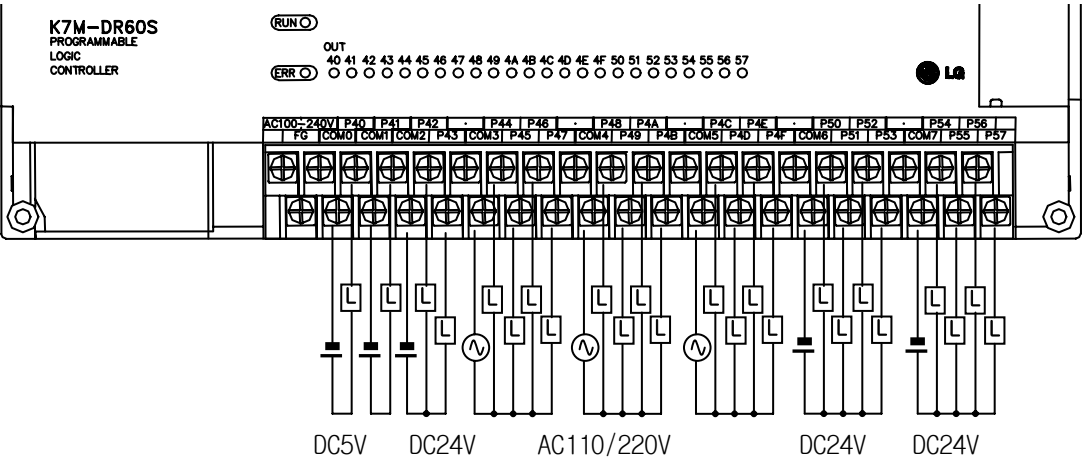 K7M-DR60S
PROGRAMMABLE
LOGIC
CONTROLLER
RUN
ERR
OUT
40 41 42 43 44 45 46 47 48 49 4A 4B 4C 4D 4E 4F 50 51 52 53 54 55 56 57
LG
AC100-240V P40 P41 P42 · P44 P46 · P48 P4A · P4C P4E · P50 P52 · P54 P56
FG COM0 COM1 COM2 P43 COM3 P45 P47 COM4 P49 P4B COM5 P4D P4F COM6 P51 P53 COM7 P55 P57
L L L L L L L L L L L L L L L L L L L L L L L L
DC5V DC24V AC110/220V DC24V DC24V